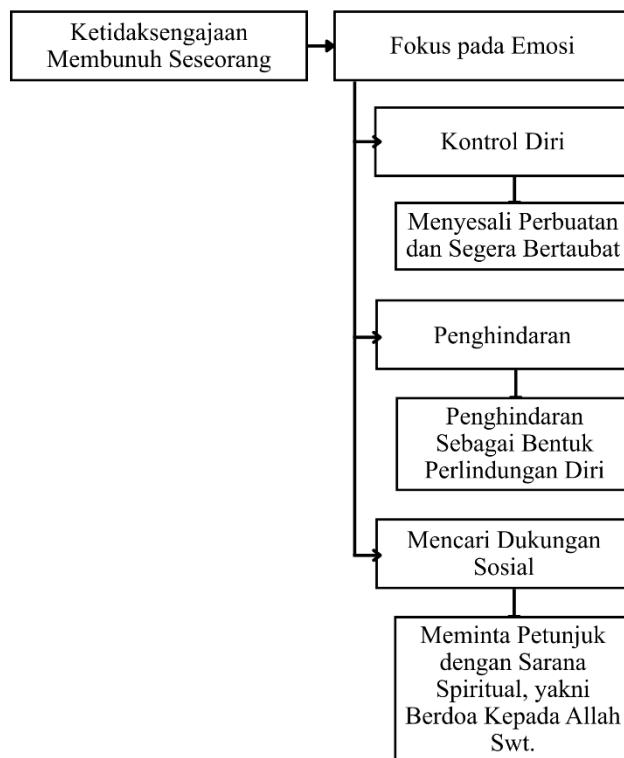 Ketidaksengajaan
Membunuh Seseorang
Fokus pada Emosi
Kontrol Diri
Menyesali Perbuatan
dan Segera Bertaubat
Penghindaran
Penghindaran
Sebagai Bentuk
Perlindungan Diri
Mencari Dukungan
Sosial
Meminta Petunjuk
dengan Sarana
Spiritual, yakni
Berdoa Kepada Allah
Swt.